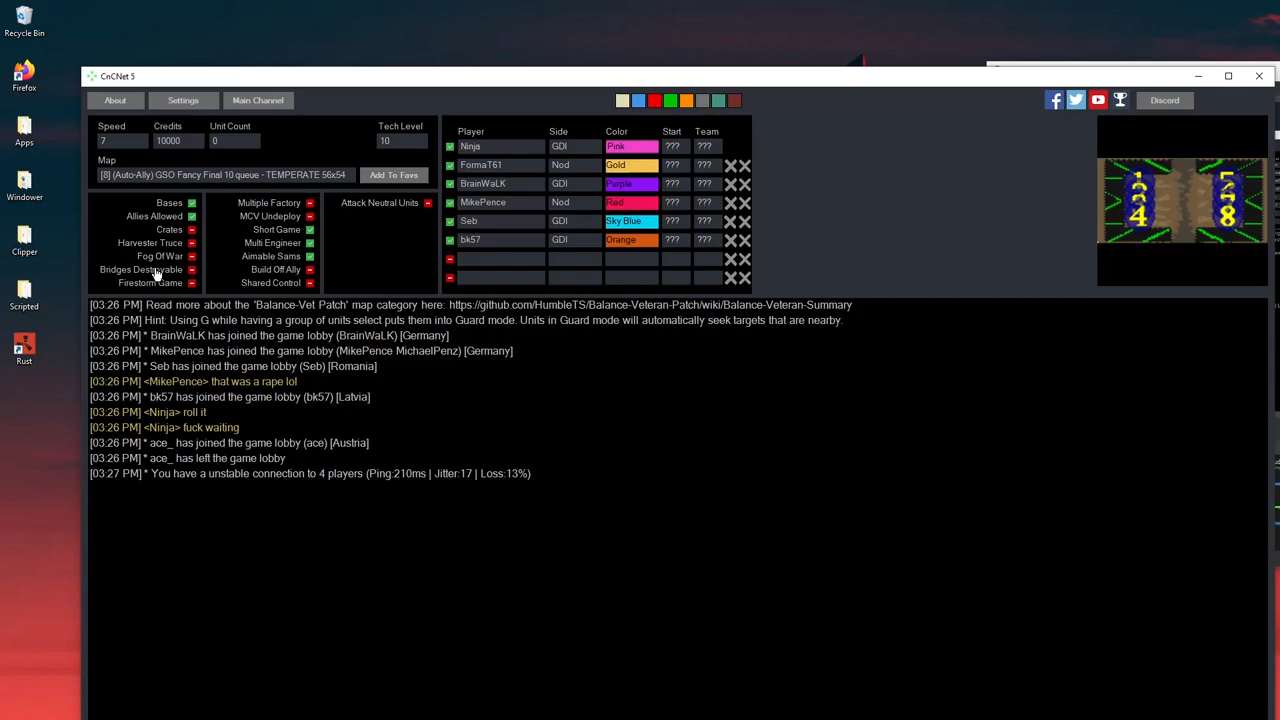 Recycle Bin
Firefox
Apps
Windower
Clipper
Scripted
Rust
CnCNet 5
About
Settings
Main Channel
Discord
Speed
Credits
Unit Count
Tech Level
7
10000
0
10
Map
[8] (Auto-Ally) GSO Fancy Final 10 queue - TEMPERATE 56x54
Add To Favs
Bases
Allies Allowed
Crates
Harvester Truce
Fog Of War
Bridges Destroyable
Firestorm Game
Multiple Factory
MCV Undeploy
Short Game
Multi Engineer
Aimable Sams
Build Off Ally
Shared Control
Attack Neutral Units
Player Side Color Start Team
Ninja GDI Pink ??? ???
FormaT61 Nod Gold ??? ???
BrainWaLK GDI Purple ??? ???
MikePence Nod Red ??? ???
Seb GDI Sky Blue ??? ???
bk57 GDI Orange ??? ???
[03:26 PM] Read more about the 'Balance-Vet Patch' map category here: https://github.com/HumbleTS/Balance-Veteran-Patch/wiki/Balance-Veteran-Summary
[03:26 PM] Hint: Using G while having a group of units select puts them into Guard mode. Units in Guard mode will automatically seek targets that are nearby.
[03:26 PM] * BrainWaLK has joined the game lobby (BrainWaLK) [Germany]
[03:26 PM] * MikePence has joined the game lobby (MikePence MichaelPenz) [Germany]
[03:26 PM] * Seb has joined the game lobby (Seb) [Romania]
[03:26 PM] <MikePence> that was a rape lol
[03:26 PM] * bk57 has joined the game lobby (bk57) [Latvia]
[03:26 PM] <Ninja> roll it
[03:26 PM] <Ninja> fuck waiting
[03:26 PM] * ace_ has joined the game lobby (ace) [Austria]
[03:26 PM] * ace_ has left the game lobby
[03:27 PM] * You have a unstable connection to 4 players (Ping:210ms | Jitter:17 | Loss:13%)